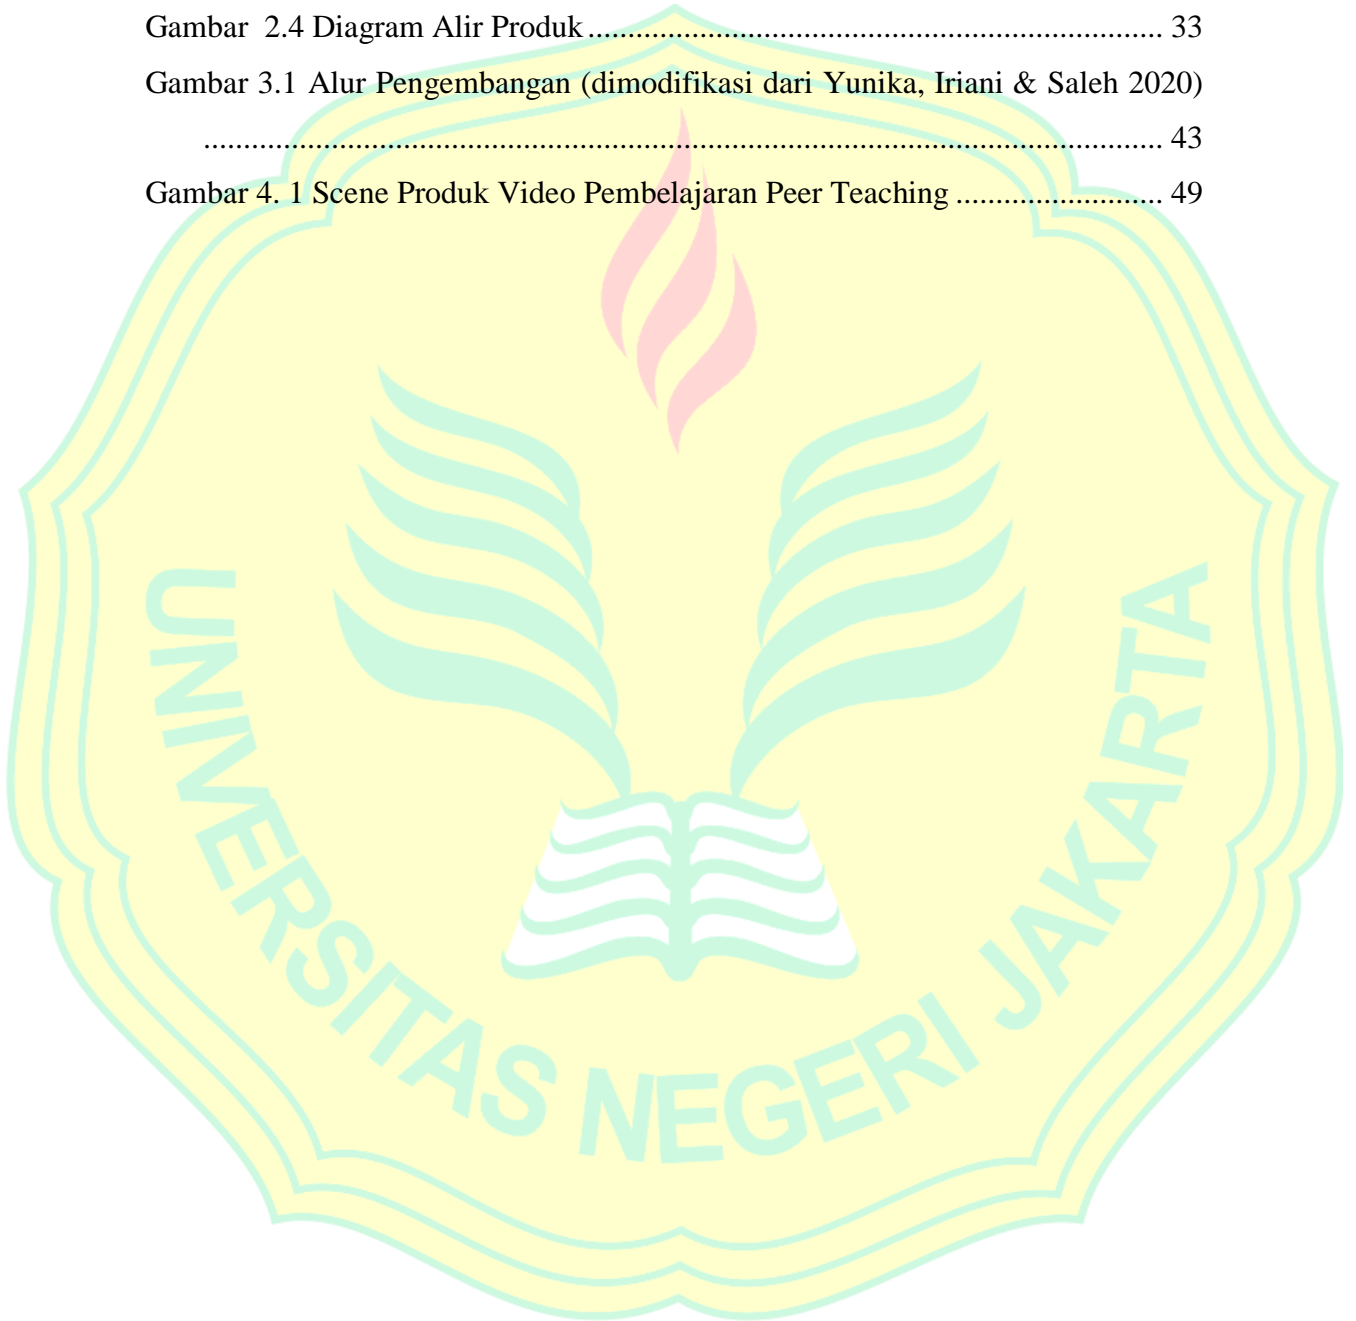 Gambar  2.4 Diagram Alir Produk ........................................................................ 33
Gambar 3.1 Alur Pengembangan (dimodifikasi dari Yunika, Iriani & Saleh 2020)
........................................................................................................................ 43
Gambar 4. 1 Scene Produk Video Pembelajaran Peer Teaching .......................... 49
UNIVERSITAS NEGERI JAKARTA